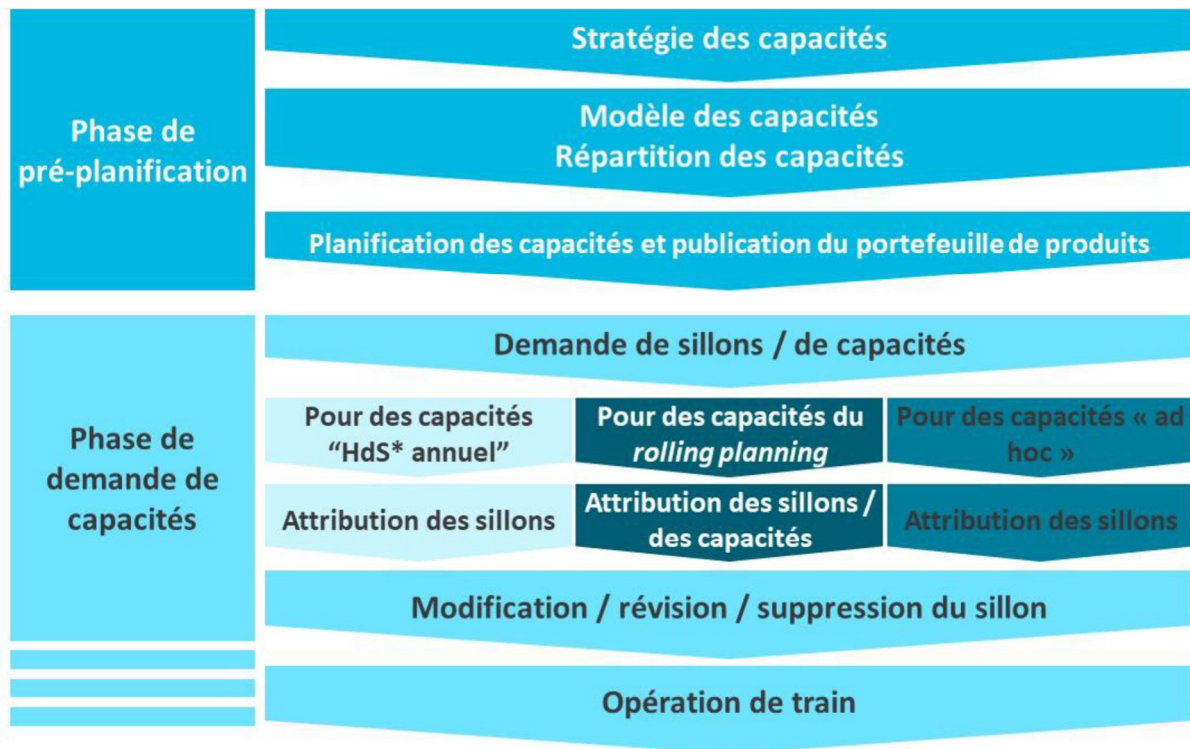 Phase de
pré-planification
Stratégie des capacités
Modèle des capacités
Répartition des capacités
Planification des capacités et publication du portefeuille de produits
Phase de
demande de
capacités
Demande de sillons / de capacités
Pour des capacités
“HdS* annuel”
Pour des capacités du
rolling planning
Pour des capacités « ad
hoc »
Attribution des sillons
Attribution des sillons /
des capacités
Attribution des sillons
Modification / révision / suppression du sillon
Opération de train